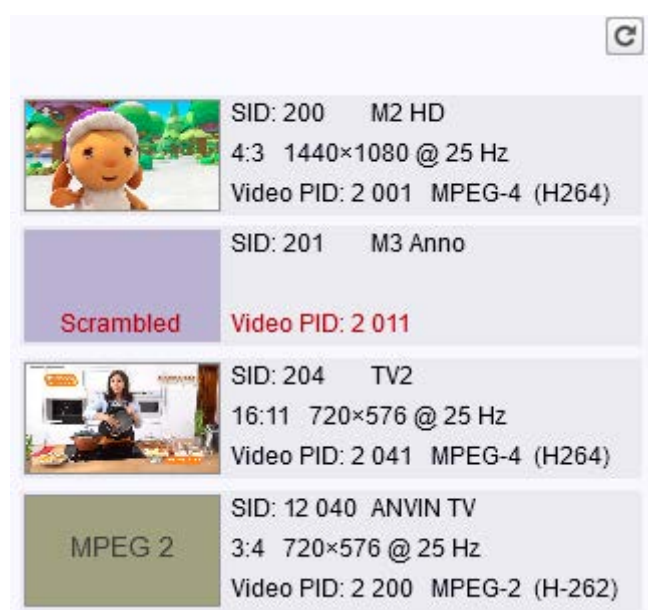 SID: 200 M2 HD
4:3 1440×1080 @ 25 Hz
Video PID: 2 001 MPEG-4 (H264)
SID: 201 M3 Anno
Scrambled Video PID: 2 011
SID: 204 TV2
16:11 720×576 @ 25 Hz
Video PID: 2 041 MPEG-4 (H264)
SID: 12 040 ANVIN TV
MPEG 2 3:4 720×576 @ 25 Hz
Video PID: 2 200 MPEG-2 (H-262)